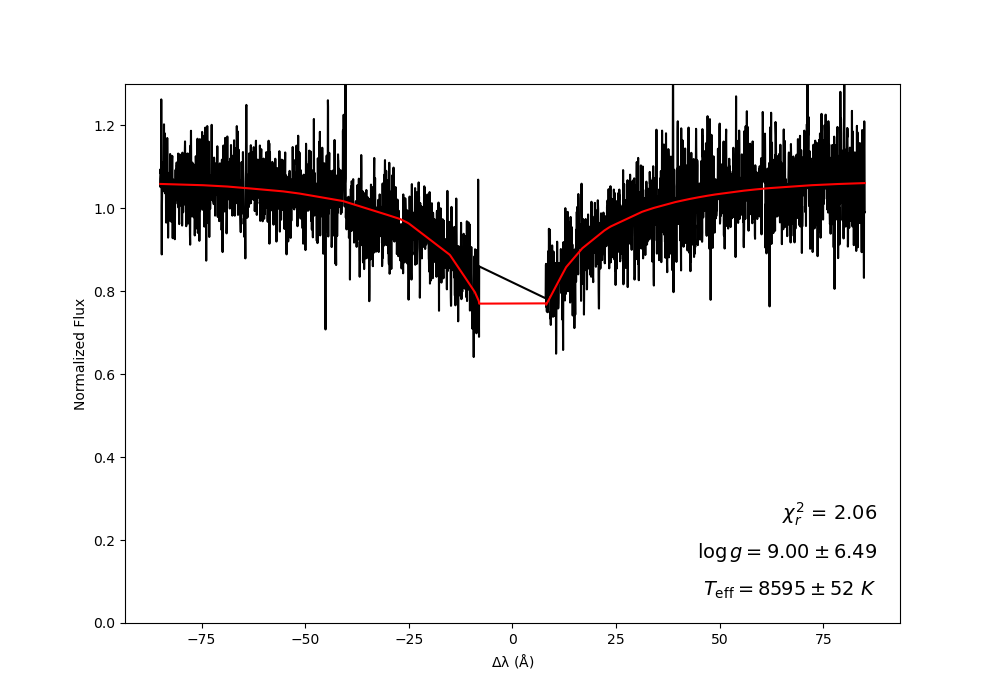 1.2
1.0
0.8
0.6
0.4
0.2
0.0
Normalized Flux
χ²ᵣ = 2.06
log g = 9.00 ± 6.49
T_eff = 8595 ± 52 K
−75 −50 −25 0 25 50 75
Δλ (Å)